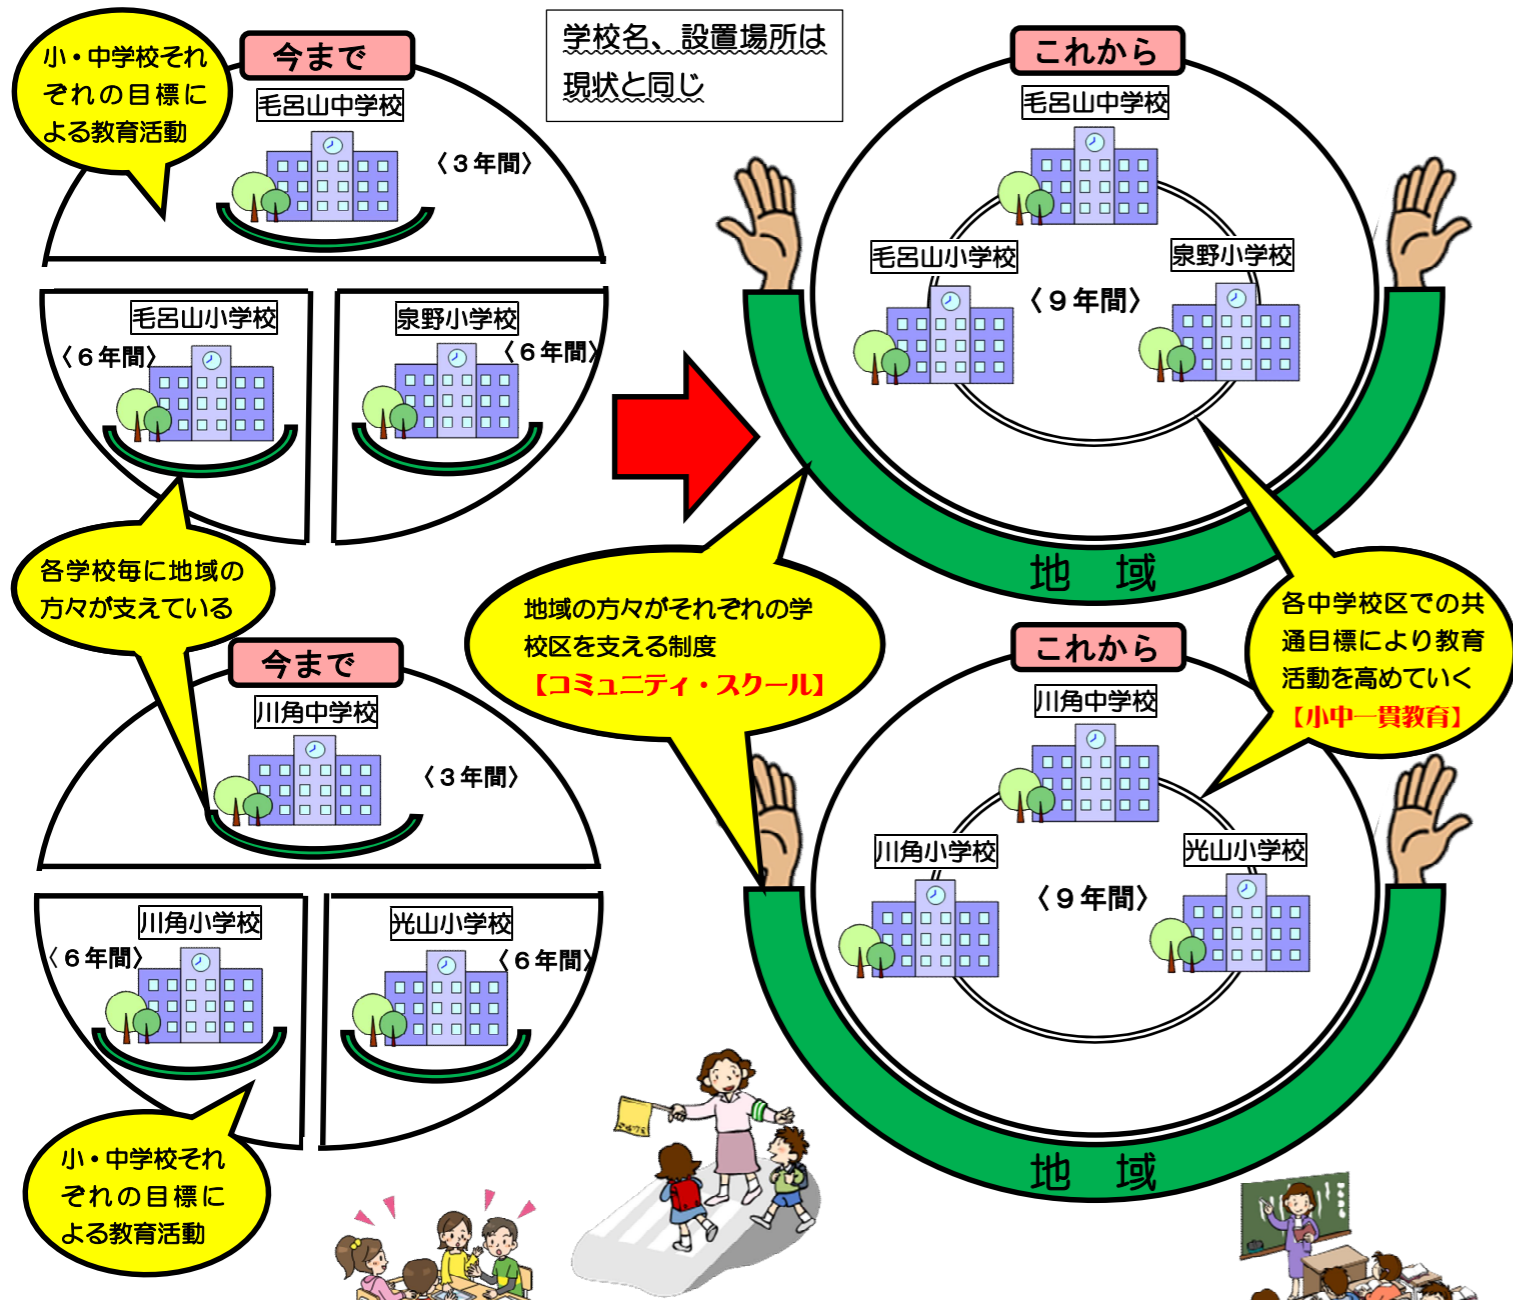 小・中学校それ
ぞれの目標に
よる教育活動
今まで
毛呂山中学校
〈３年間〉
毛呂山小学校
〈６年間〉
泉野小学校
〈６年間〉
学校名、設置場所は
現状と同じ
これから
毛呂山中学校
毛呂山小学校
泉野小学校
〈９年間〉
地　域
各学校毎に地域の
方々が支えている
地域の方々がそれぞれの学
校区を支える制度
【コミュニティ・スクール】
各中学校区での共
通目標により教育
活動を高めていく
【小中一貫教育】
今まで
川角中学校
〈３年間〉
川角小学校
〈６年間〉
光山小学校
〈６年間〉
小・中学校それ
ぞれの目標に
よる教育活動
これから
川角中学校
川角小学校
光山小学校
〈９年間〉
地　域